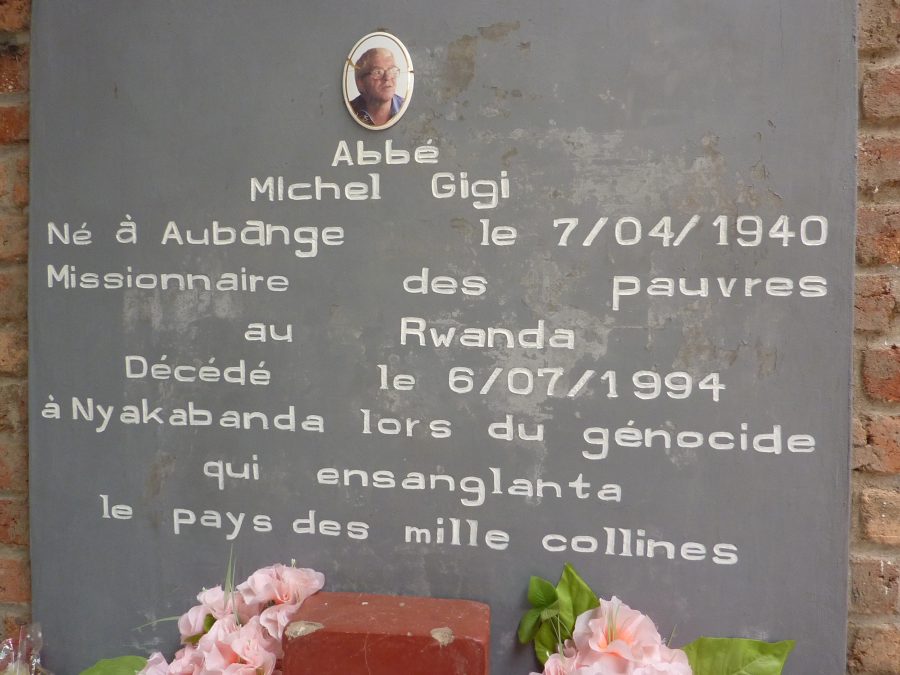 Abbé
MIchel Gigi
Né à Aubange le 7/04/1940
Missionnaire des pauvres
au Rwanda
Décédé le 6/07/1994
à Nyakabanda lors du génocide
qui ensanglanta
le pays des mille collines